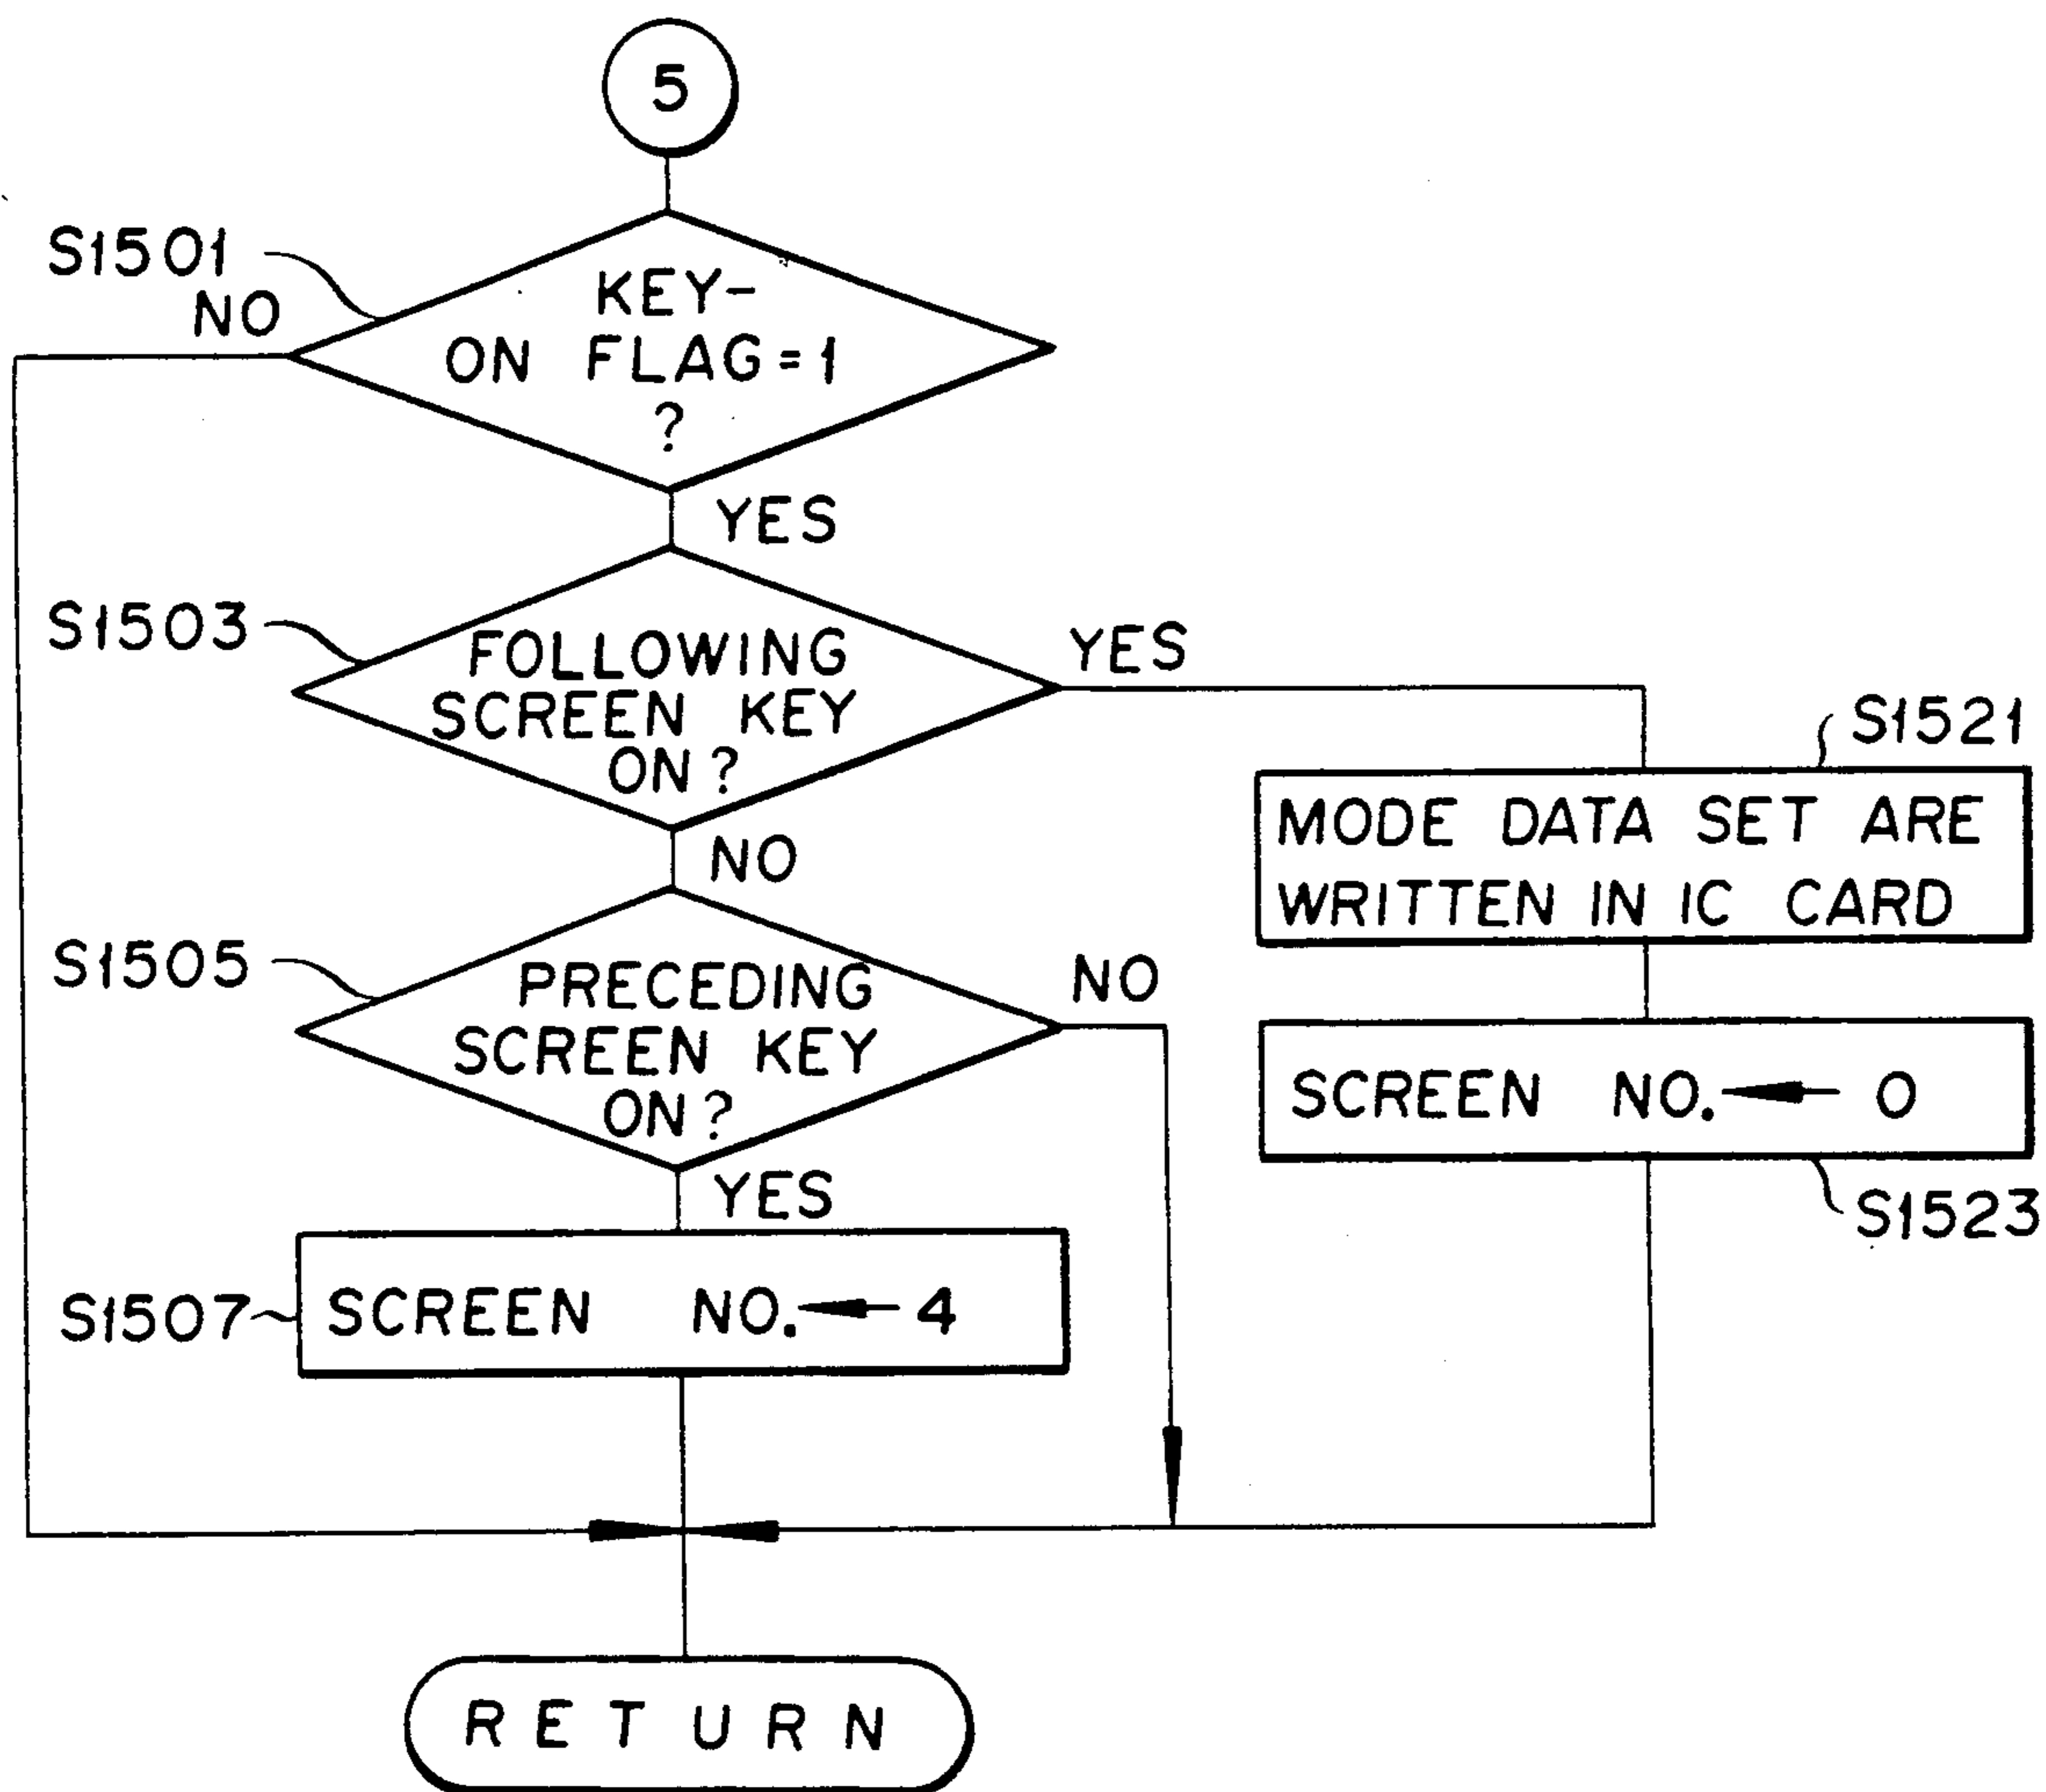 5
S1501
NO
KEY-
ON FLAG=1
?
YES
S1503
FOLLOWING
SCREEN KEY
ON?
YES
S1521
MODE DATA SET ARE
WRITTEN IN IC CARD
NO
S1505
PRECEDING
SCREEN KEY
ON?
NO
SCREEN NO. ← 0
S1523
YES
S1507
SCREEN NO. ← 4
RETURN